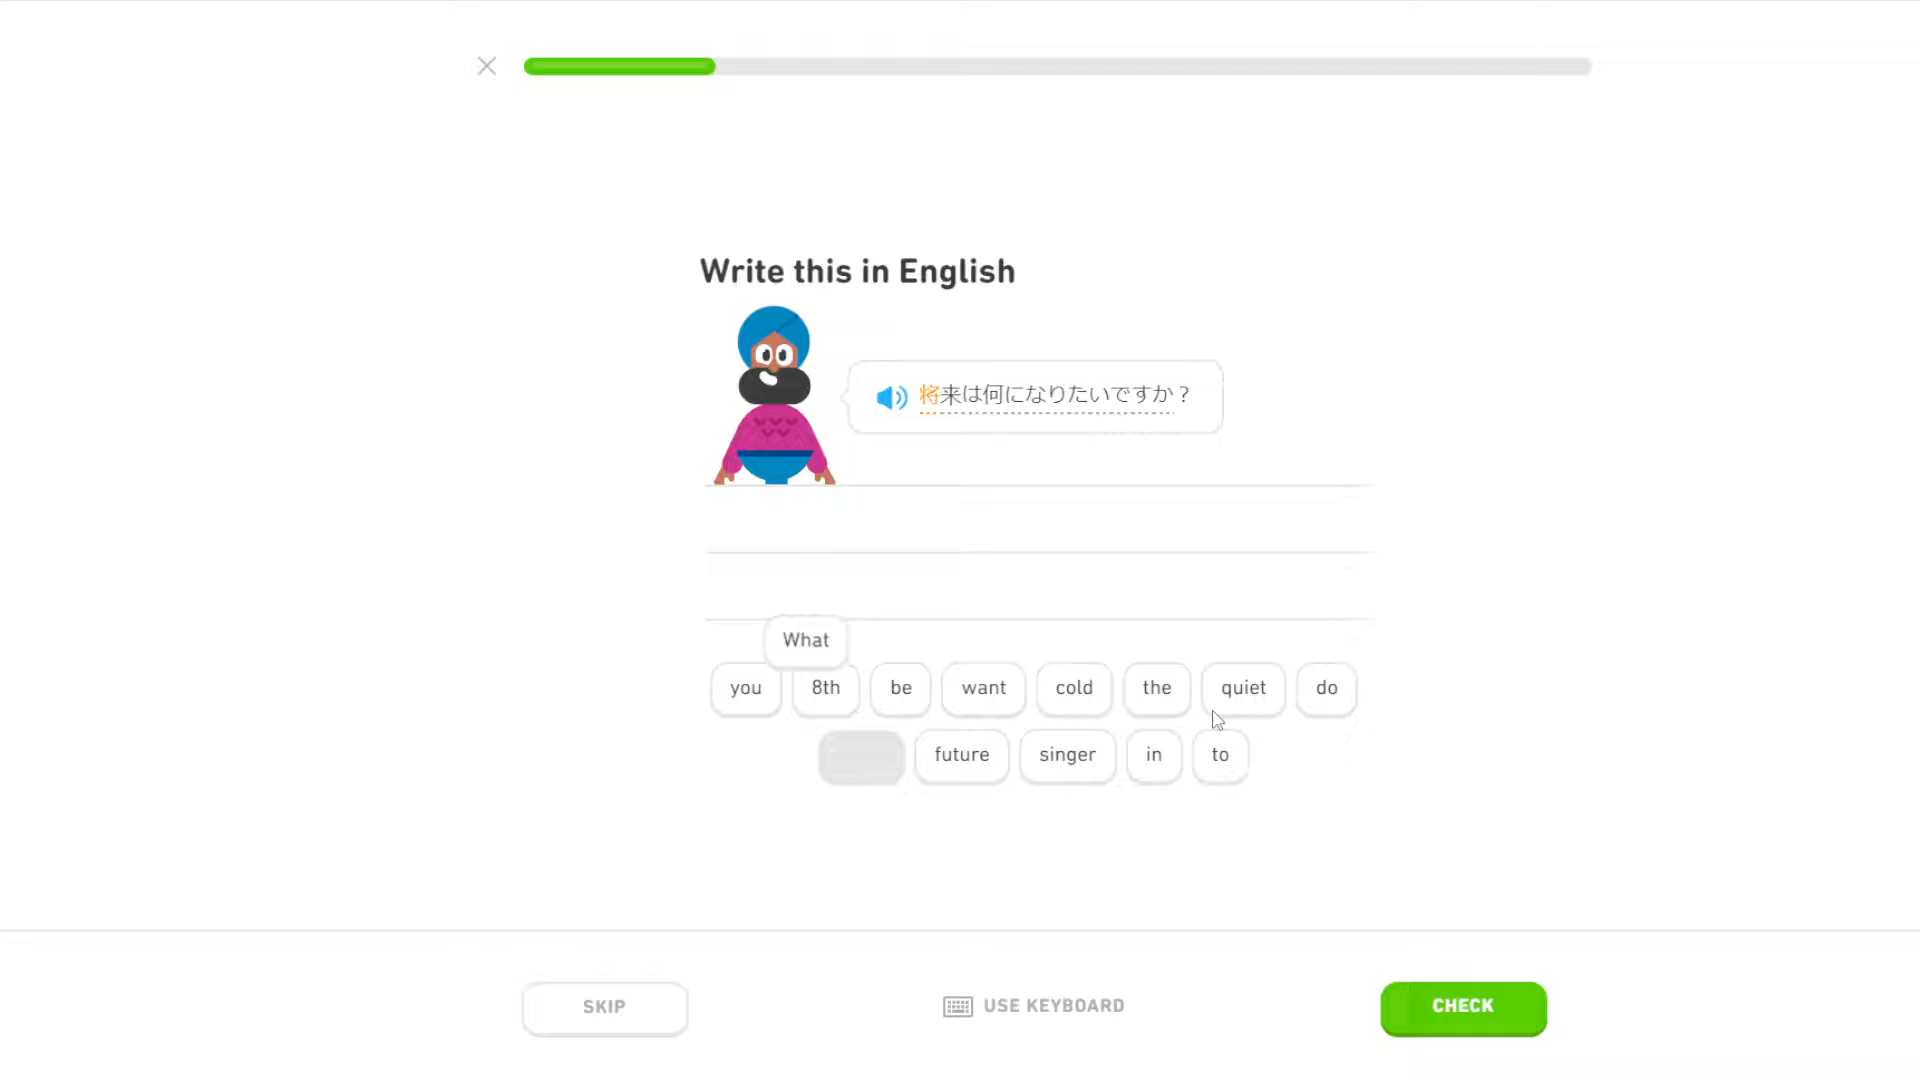 Write this in English
将来は何になりたいですか？
What
you 8th be want cold the quiet do
future singer in to
SKIP USE KEYBOARD CHECK